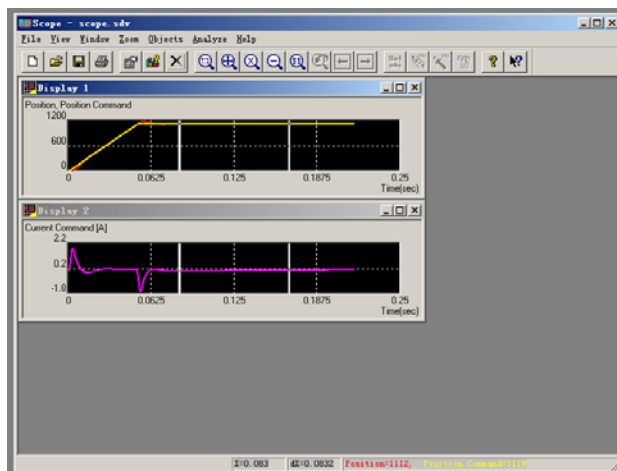 Scope - scope.sdv
File View Window Zoom Objects Analyze Help
Display 1
Position, Position Command
1200
600
0
0 0.0625 0.125 0.1875 0.25
Time(sec)
Display 2
Current Command [A]
2.2
0.2
0 0.0625 0.125 0.1875 0.25
Time(sec)
X=0.083 dX=0.0832 Position=1112, Position Command=